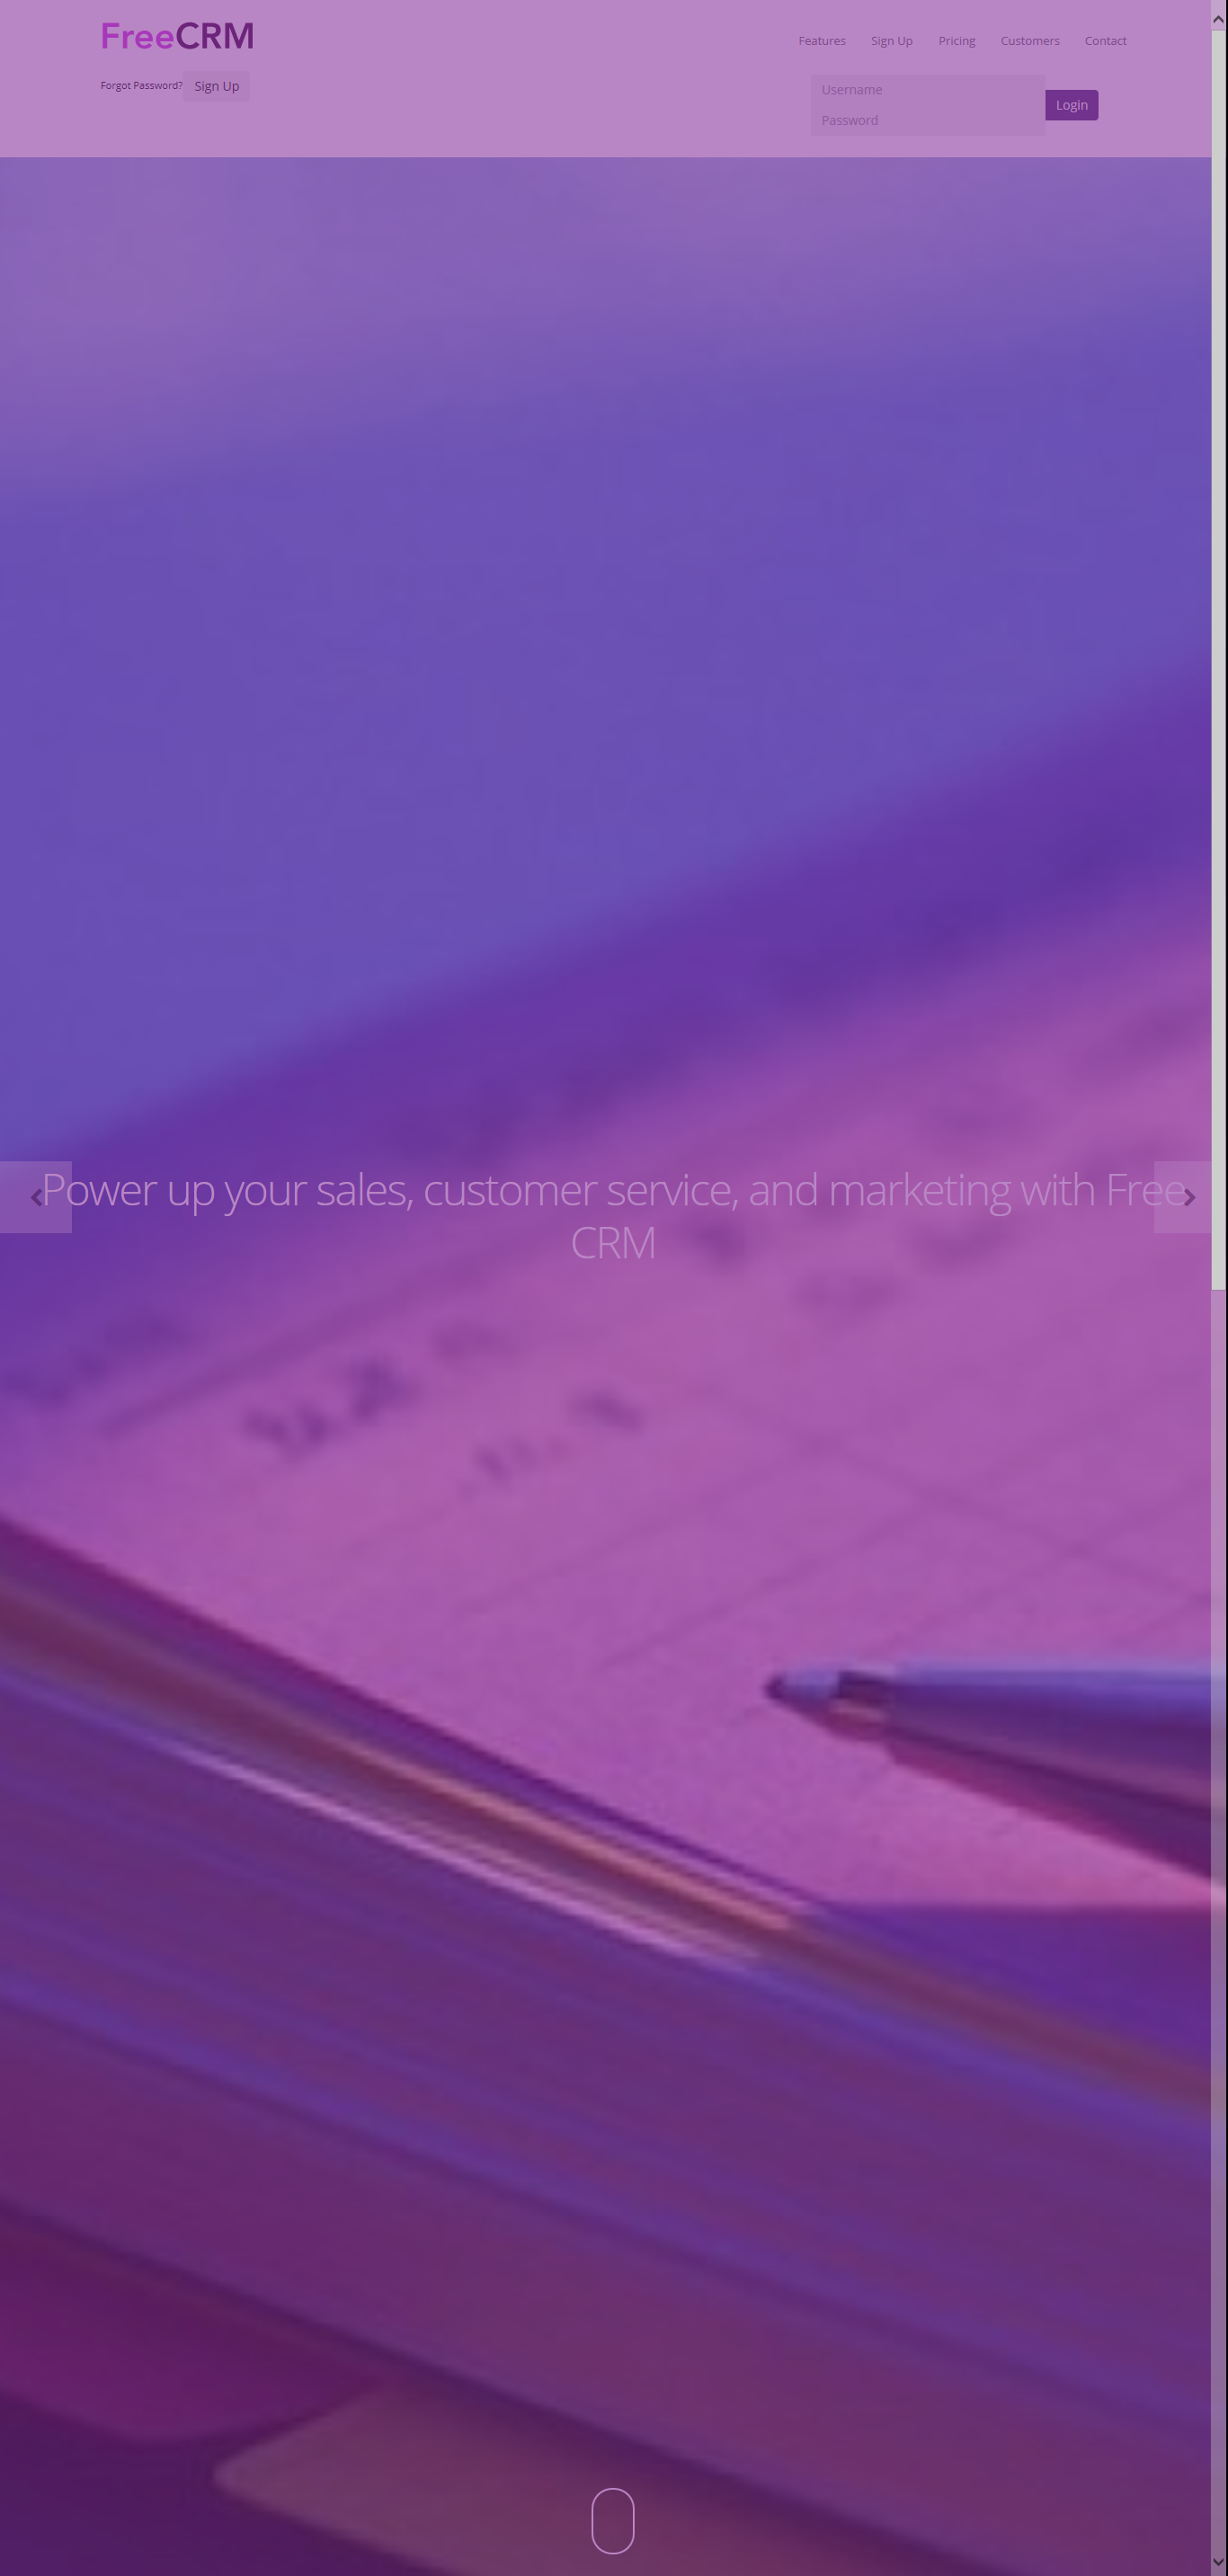 FreeCRM
Features Sign Up Pricing Customers Contact
Forgot Password? Sign Up
Username
Password
Login
Power up your sales, customer service, and marketing with Free
CRM